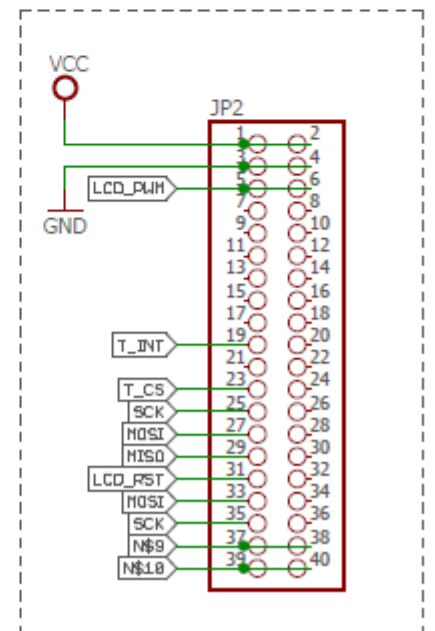 VCC
JP2
1 2
3 4
LCD_PWM 5 6
7 8
GND 9 10
11 12
13 14
15 16
17 18
T_INT 19 20
21 22
T_CS 23 24
SCK 25 26
MOSI 27 28
MISO 29 30
LCD_RST 31 32
MOSI 33 34
SCK 35 36
N$9 37 38
N$10 39 40